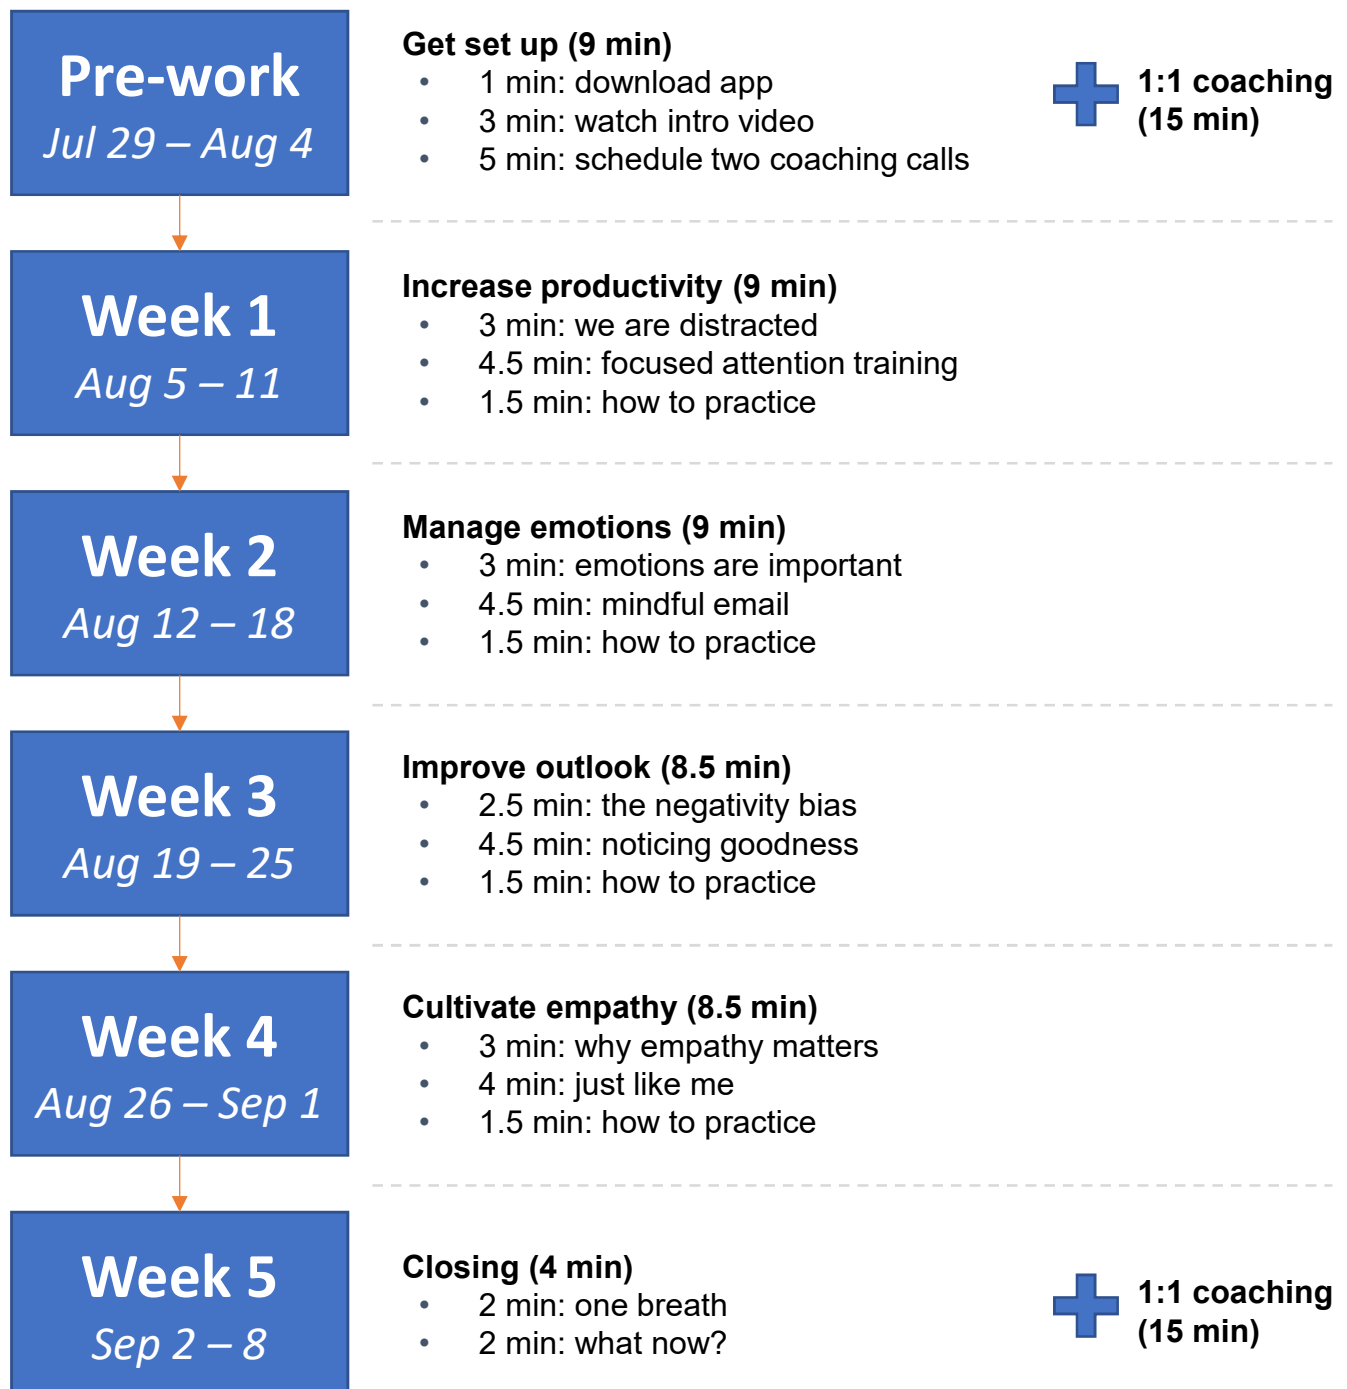 Pre-work
Jul 29 – Aug 4
Get set up (9 min)
• 1 min: download app
• 3 min: watch intro video
• 5 min: schedule two coaching calls
1:1 coaching
(15 min)
Week 1
Aug 5 – 11
Increase productivity (9 min)
• 3 min: we are distracted
• 4.5 min: focused attention training
• 1.5 min: how to practice
Week 2
Aug 12 – 18
Manage emotions (9 min)
• 3 min: emotions are important
• 4.5 min: mindful email
• 1.5 min: how to practice
Week 3
Aug 19 – 25
Improve outlook (8.5 min)
• 2.5 min: the negativity bias
• 4.5 min: noticing goodness
• 1.5 min: how to practice
Week 4
Aug 26 – Sep 1
Cultivate empathy (8.5 min)
• 3 min: why empathy matters
• 4 min: just like me
• 1.5 min: how to practice
Week 5
Sep 2 – 8
Closing (4 min)
• 2 min: one breath
• 2 min: what now?
1:1 coaching
(15 min)